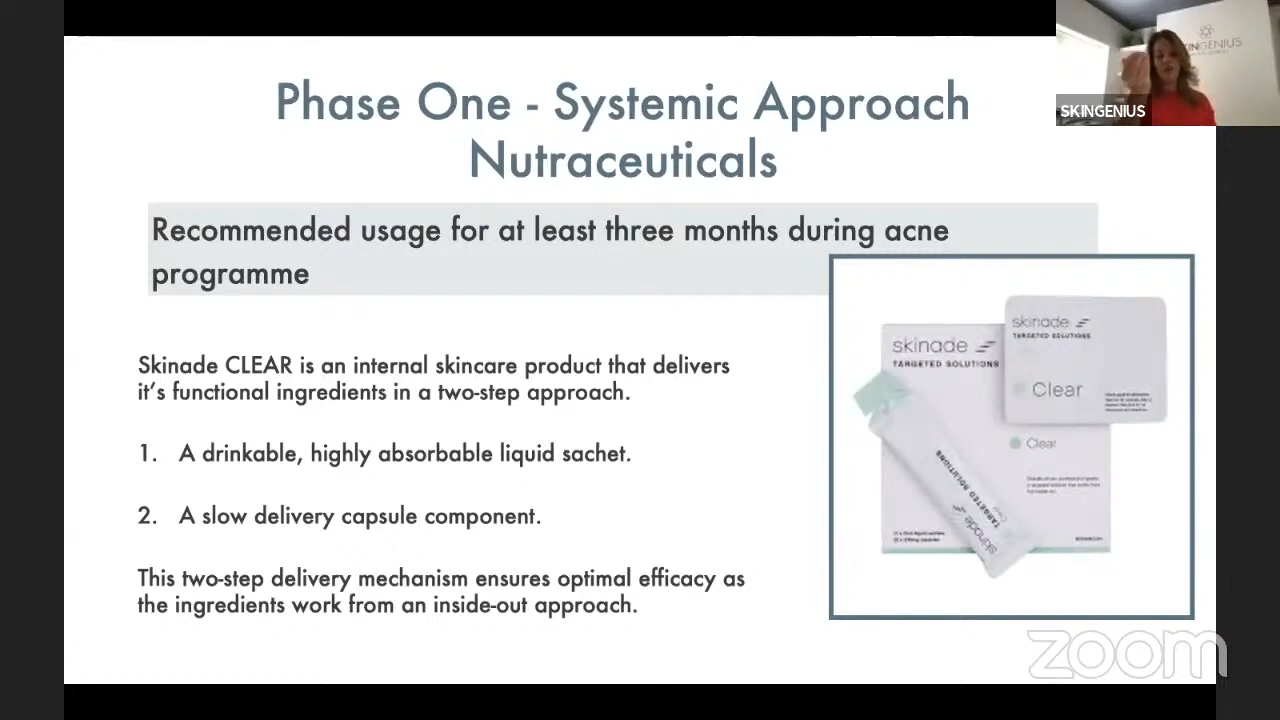 Phase One - Systemic Approach
Nutraceuticals
Recommended usage for at least three months during acne
programme
Skinade CLEAR is an internal skincare product that delivers
it's functional ingredients in a two-step approach.
1. A drinkable, highly absorbable liquid sachet.
2. A slow delivery capsule component.
This two-step delivery mechanism ensures optimal efficacy as
the ingredients work from an inside-out approach.
skinade
TARGETED SOLUTIONS
Clear
skinade
TARGETED SOLUTIONS
Clear
skinade
TARGETED SOLUTIONS
Clear
GENIUS
SKINGENIUS
zoom